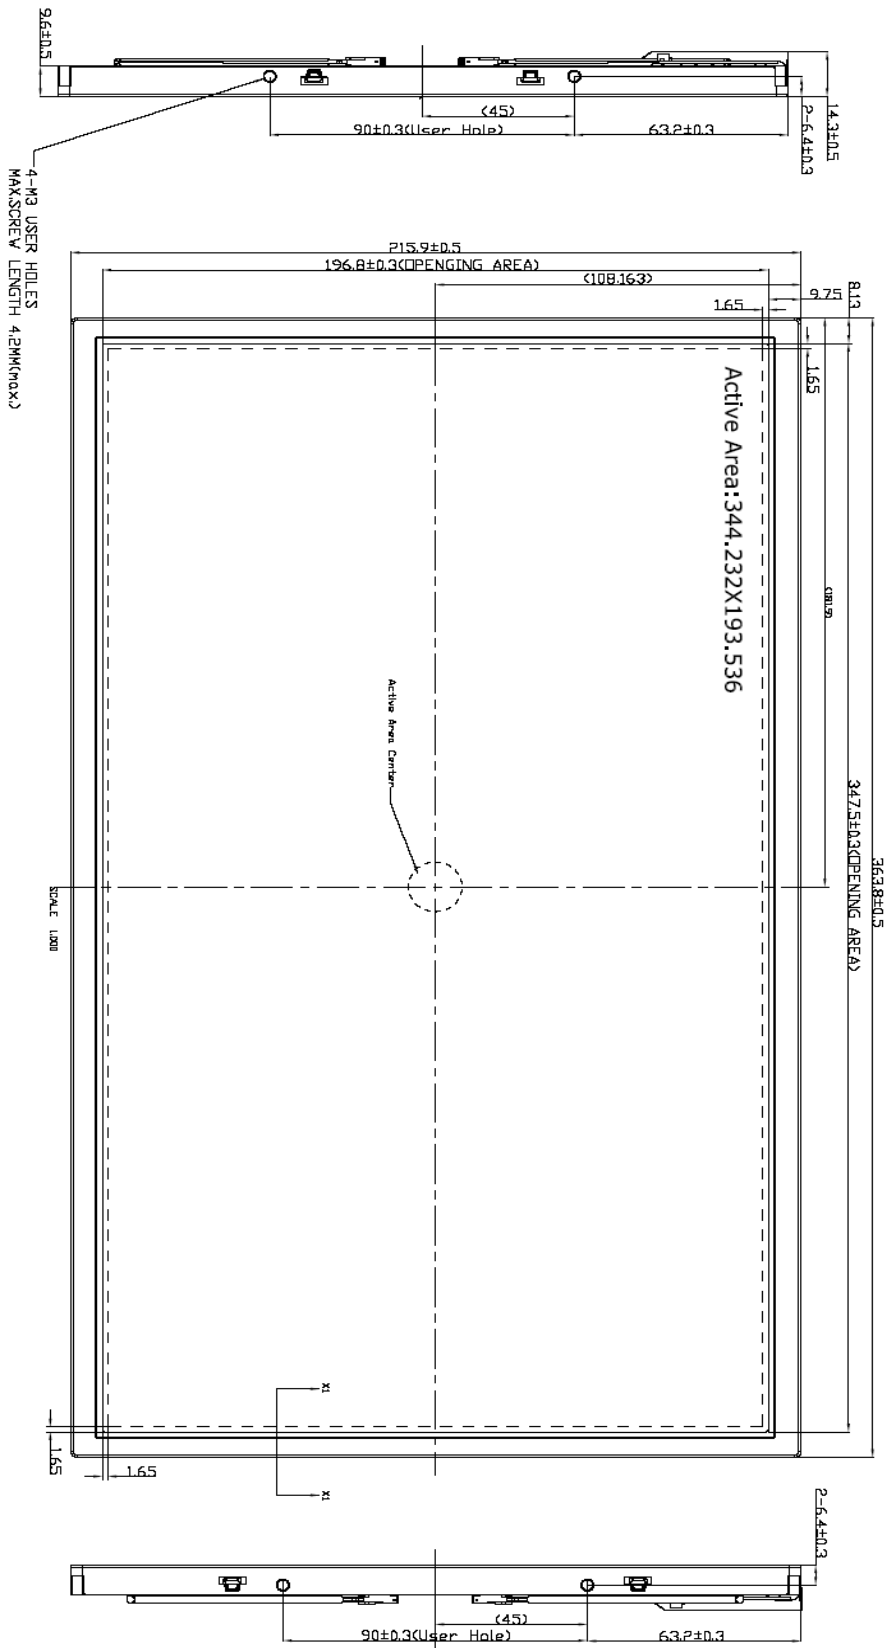 9.6±0.5
14.3±0.5
2-6.4±0.3
(45)
90±0.3(User Hole)
63.2±0.3
4-M3 USER HOLES
MAX.SCREW LENGTH 4.2MM(max.)
215.9±0.5
196.8±0.3(OPENGING AREA)
(108.163)
9.75
8.13
1.65
1.65
Active Area:344.232X193.536
(181.9)
Active Area Center
347.5±0.3(OPENING AREA)
363.8±0.5
SCALE 1.000
X1
X1
1.65
1.65
2-6.4±0.3
(45)
90±0.3(User Hole)
63.2±0.3